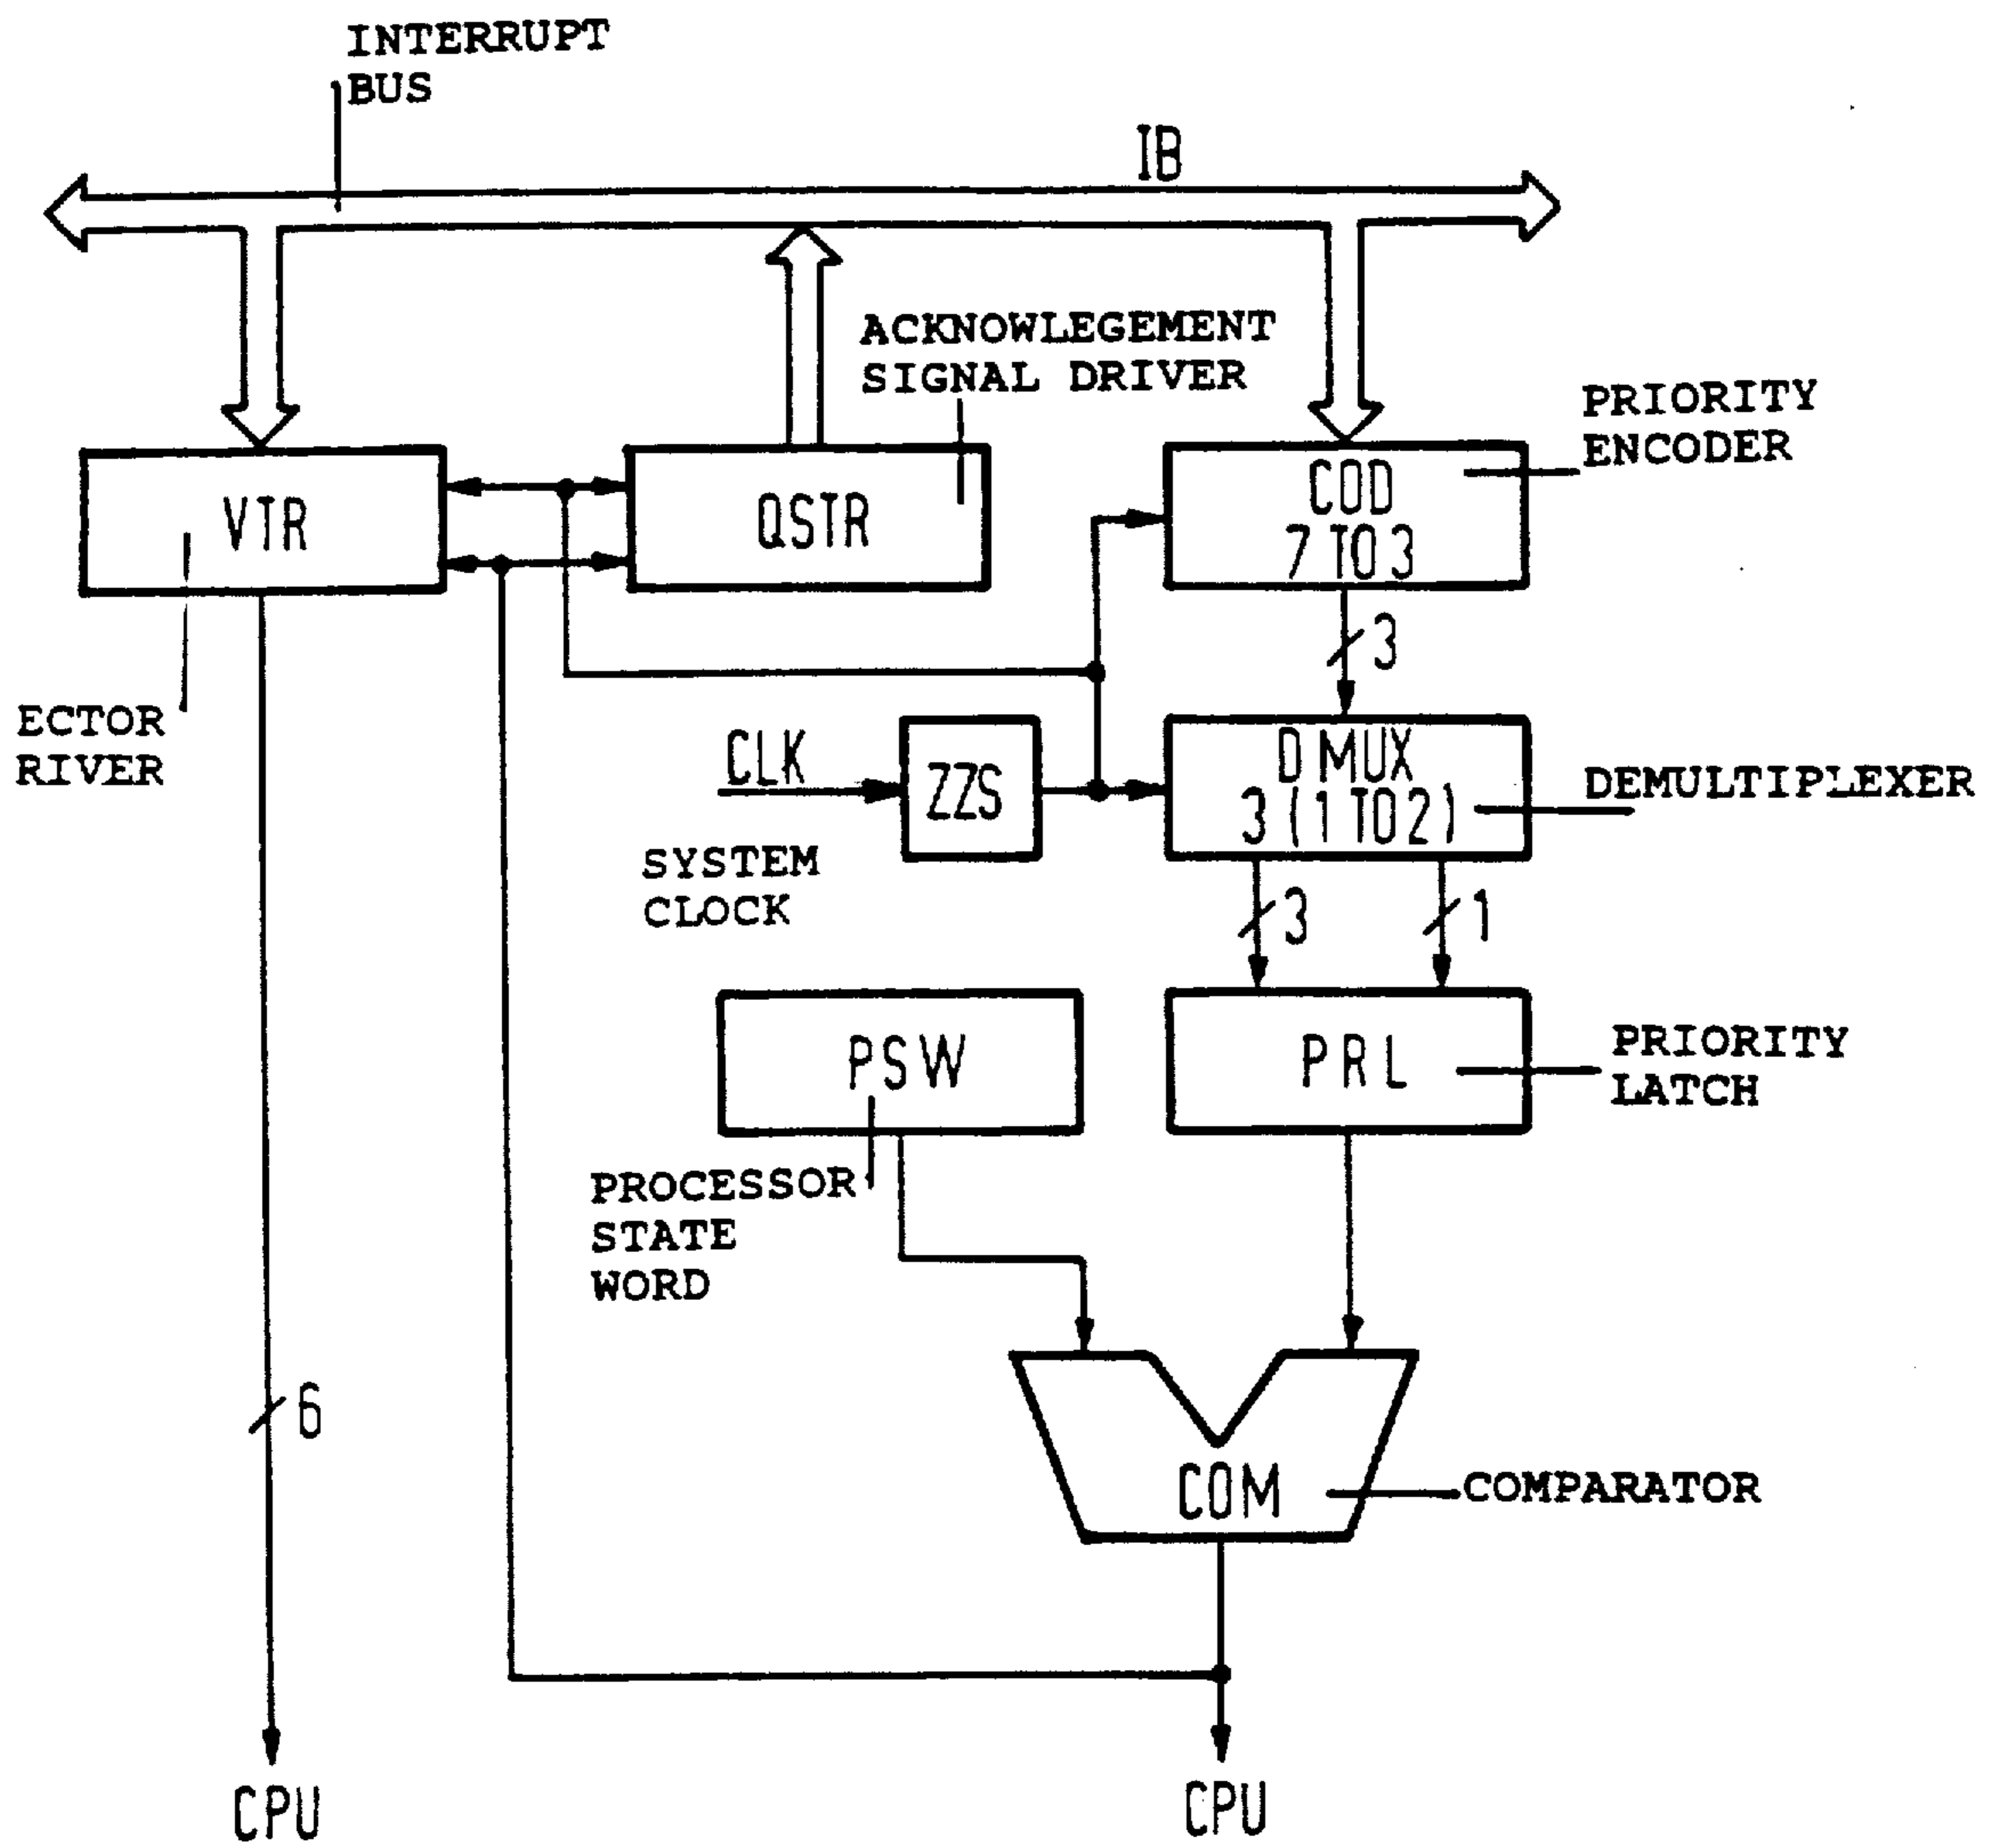 INTERRUPT
BUS
IB
ACKNOWLEGEMENT
SIGNAL DRIVER
PRIORITY
ENCODER
VTR
QSTR
COD
7 TO 3
3
ECTOR
RIVER
CLK
ZZS
D MUX
3 (1 TO 2)
DEMULTIPLEXER
SYSTEM
CLOCK
3
1
PSW
PRL
PRIORITY
LATCH
PROCESSOR
STATE
WORD
6
COM
COMPARATOR
CPU
CPU